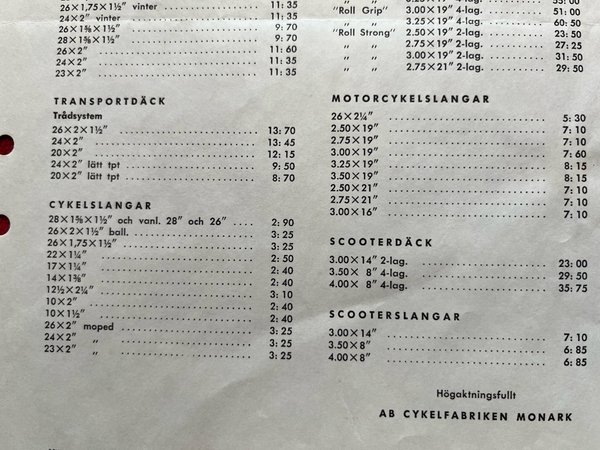 26×1,75×1½" vinter .......... 11: 35
24×2" vinter .......... 11: 35
26×1⅝×1½" .......... 9: 70
28×1⅝×1½" .......... 9: 70
26×2" .......... 11: 60
24×2" .......... 11: 35
23×2" .......... 11: 35
TRANSPORTDÄCK
Trådsystem
26×2×1½" .......... 13: 70
24×2" .......... 13: 45
20×2" .......... 12: 15
24×2" lätt tpt .......... 9: 50
20×2" lätt tpt .......... 8: 70
CYKELSLANGAR
28×1⅝×1½" och vanl. 28" och 26" .... 2: 90
26×2×1½" ball. .......... 3: 25
26×1,75×1½" .......... 3: 25
22×1¼" .......... 2: 50
17×1¼" .......... 2: 40
14×1⅜" .......... 2: 40
12½×2¼" .......... 3: 10
10×2" .......... 2: 40
10×1½" .......... 2: 40
26×2" moped .......... 3: 25
24×2" „ .......... 3: 25
23×2" „ .......... 3: 25
"Roll Grip" 3.00×19" 4-lag. .... 51: 00
„ „ 3.25×19" 4-lag. .... 60: 50
"Roll Strong" 2.50×19" 2-lag. .... 23: 50
„ „ 2.75×19" 2-lag. .... 27: 25
„ „ 3.00×19" 2-lag. .... 31: 50
„ „ 2.75×21" 2-lag. .... 29: 50
MOTORCYKELSLANGAR
26×2¼" .......... 5: 30
2.50×19" .......... 7: 10
2.75×19" .......... 7: 10
3.00×19" .......... 7: 60
3.25×19" .......... 8: 15
3.50×19" .......... 8: 15
2.50×21" .......... 7: 10
2.75×21" .......... 7: 10
3.00×16" .......... 7: 10
SCOOTERDÄCK
3.00×14" 2-lag. .......... 23: 00
3.50× 8" 4-lag. .......... 29: 50
4.00× 8" 4-lag. .......... 35: 75
SCOOTERSLANGAR
3.00×14" .......... 7: 10
3.50×8" .......... 6: 85
4.00×8" .......... 6: 85
Högaktningsfullt
AB CYKELFABRIKEN MONARK